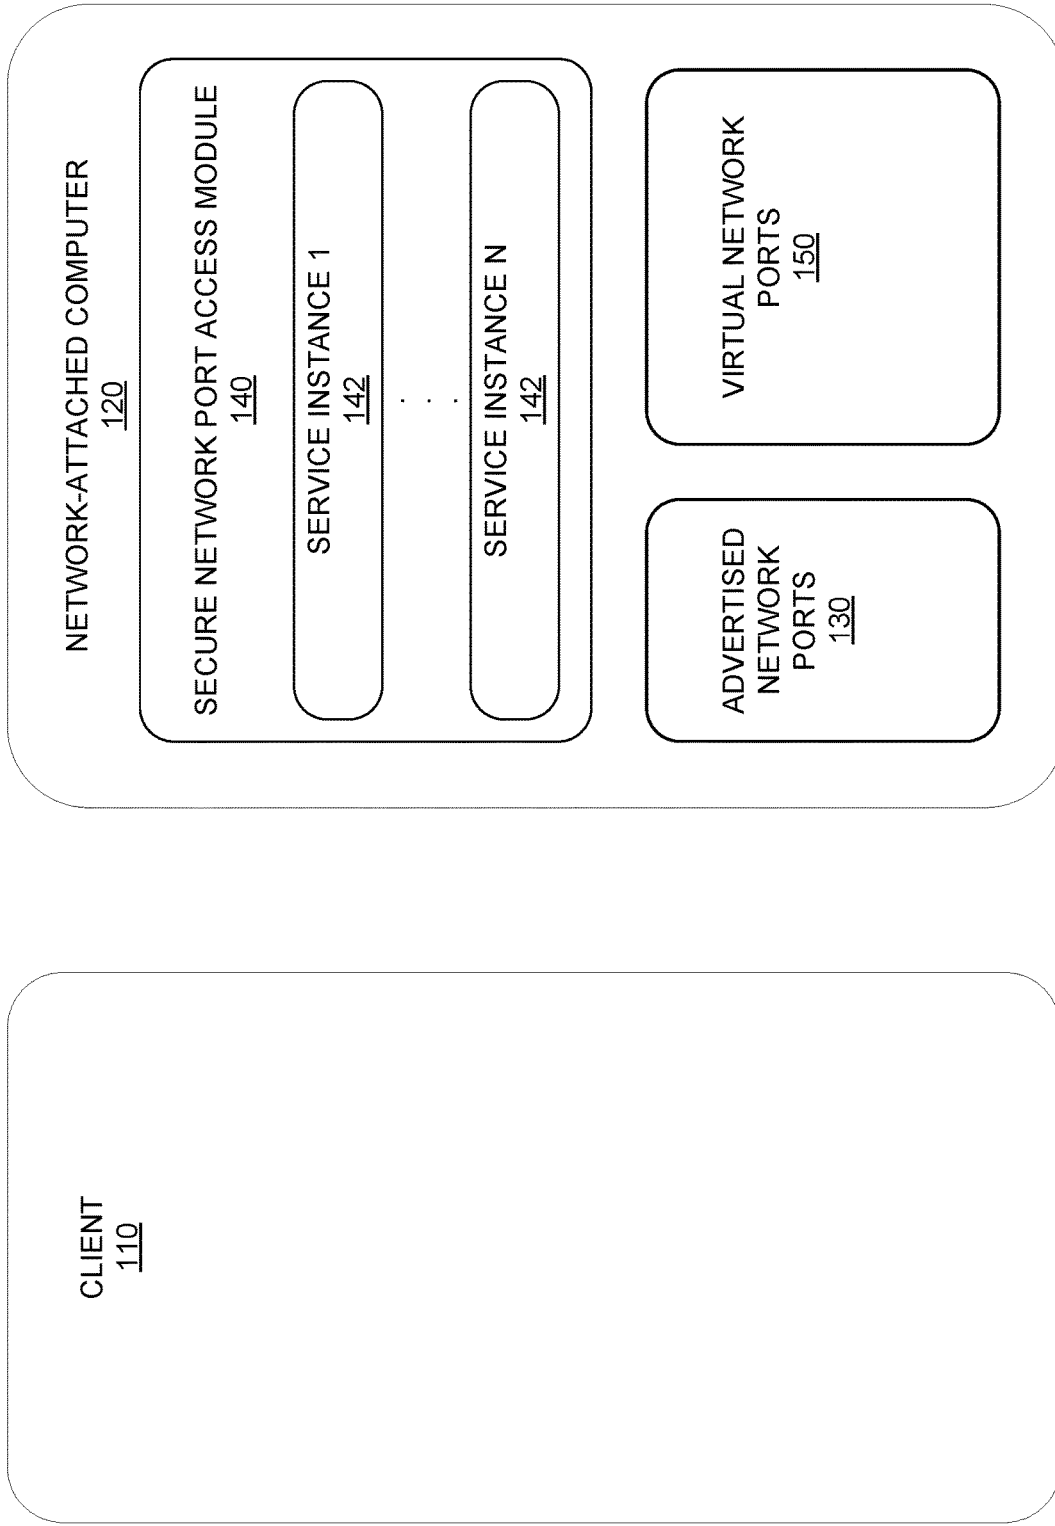 CLIENT
110
NETWORK-ATTACHED COMPUTER
120
SECURE NETWORK PORT ACCESS MODULE
140
SERVICE INSTANCE 1
142
. . .
SERVICE INSTANCE N
142
ADVERTISED
NETWORK
PORTS
130
VIRTUAL NETWORK
PORTS
150